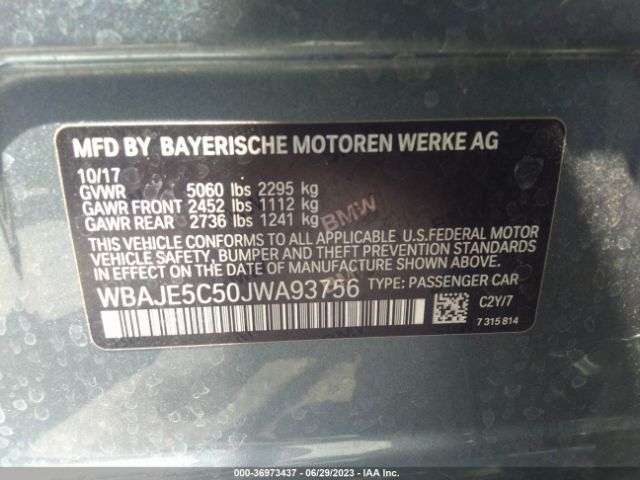 MFD BY BAYERISCHE MOTOREN WERKE AG
10/17
GVWR 5060 lbs 2295 kg
GAWR FRONT 2452 lbs 1112 kg
GAWR REAR 2736 lbs 1241 kg
THIS VEHICLE CONFORMS TO ALL APPLICABLE U.S.FEDERAL MOTOR
VEHICLE SAFETY, BUMPER AND THEFT PREVENTION STANDARDS
IN EFFECT ON THE DATE OF MANUFACTURE SHOWN ABOVE.
WBAJE5C50JWA93756 TYPE: PASSENGER CAR
C2Y/7
7 315 814
BMW
000-36973437 - 06/29/2023 - IAA Inc.